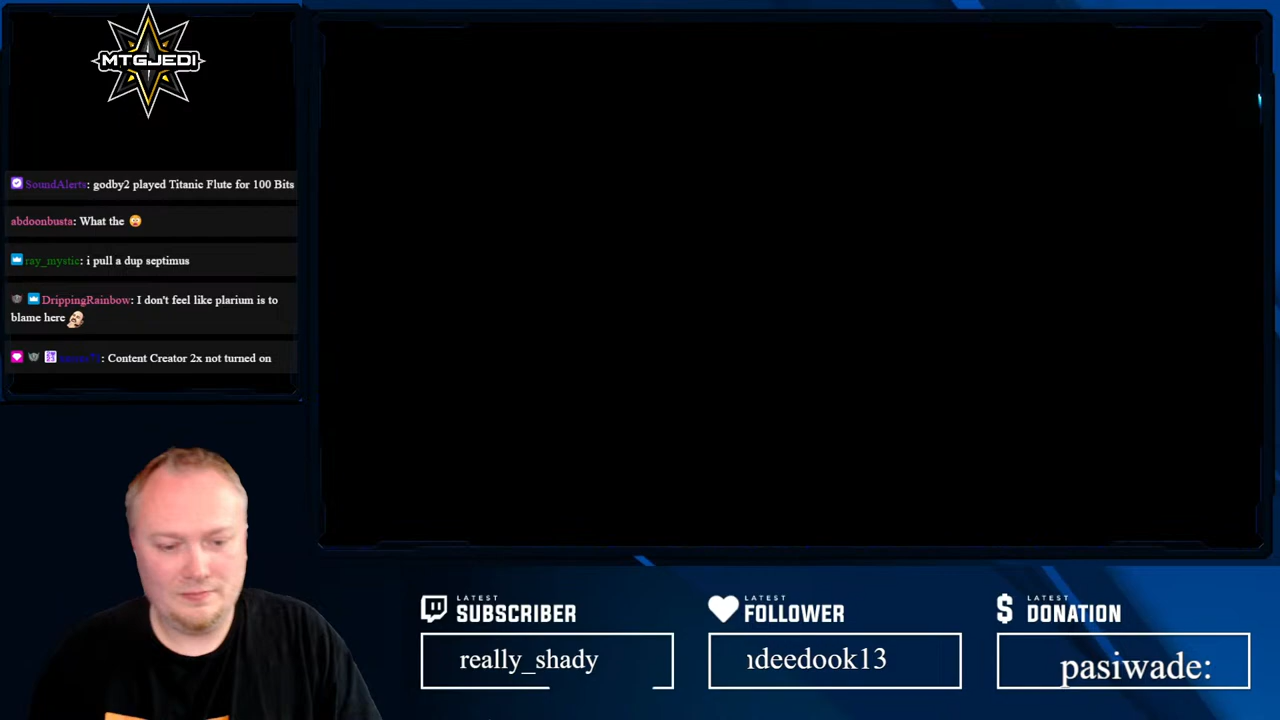 MTGJEDI
SoundAlerts: godby2 played Titanic Flute for 100 Bits
abdoonbusta: What the
ray_mystic: i pull a dup septimus
DrippingRainbow: I don't feel like plarium is to
blame here
: Content Creator 2x not turned on
LATEST
SUBSCRIBER
really_shady
LATEST
FOLLOWER
deedook13
LATEST
DONATION
pasiwade: